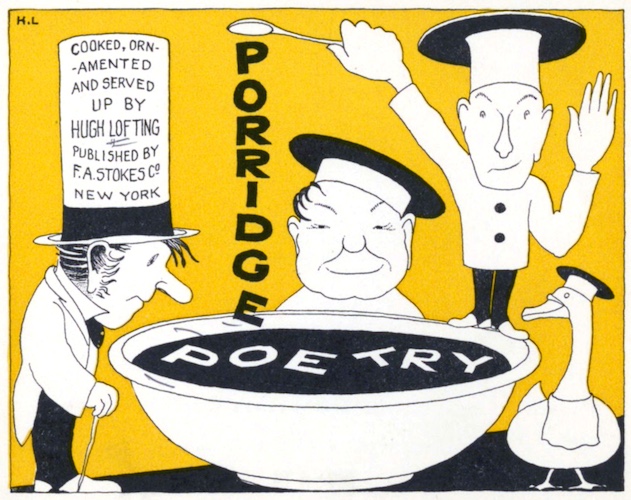 H.L
COOKED, ORN-
-AMENTED
AND SERVED
UP BY
HUGH LOFTING
PUBLISHED BY
F.A. STOKES Co
NEW YORK
PORRIDGE
POETRY